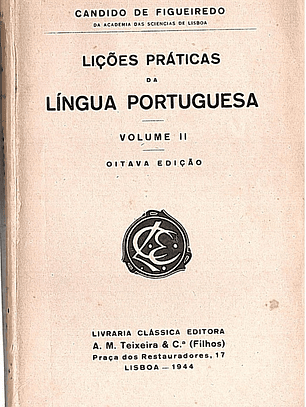 CANDIDO DE FIGUEIREDO
DA ACADEMIA DAS SCIENCIAS DE LISBOA
LIÇÕES PRÁTICAS
DA
LÍNGUA PORTUGUESA
VOLUME II
OITAVA EDIÇÃO
LIVRARIA CLÁSSICA EDITORA
A. M. Teixeira & C.ª (Filhos)
Praça dos Restauradores, 17
LISBOA — 1944